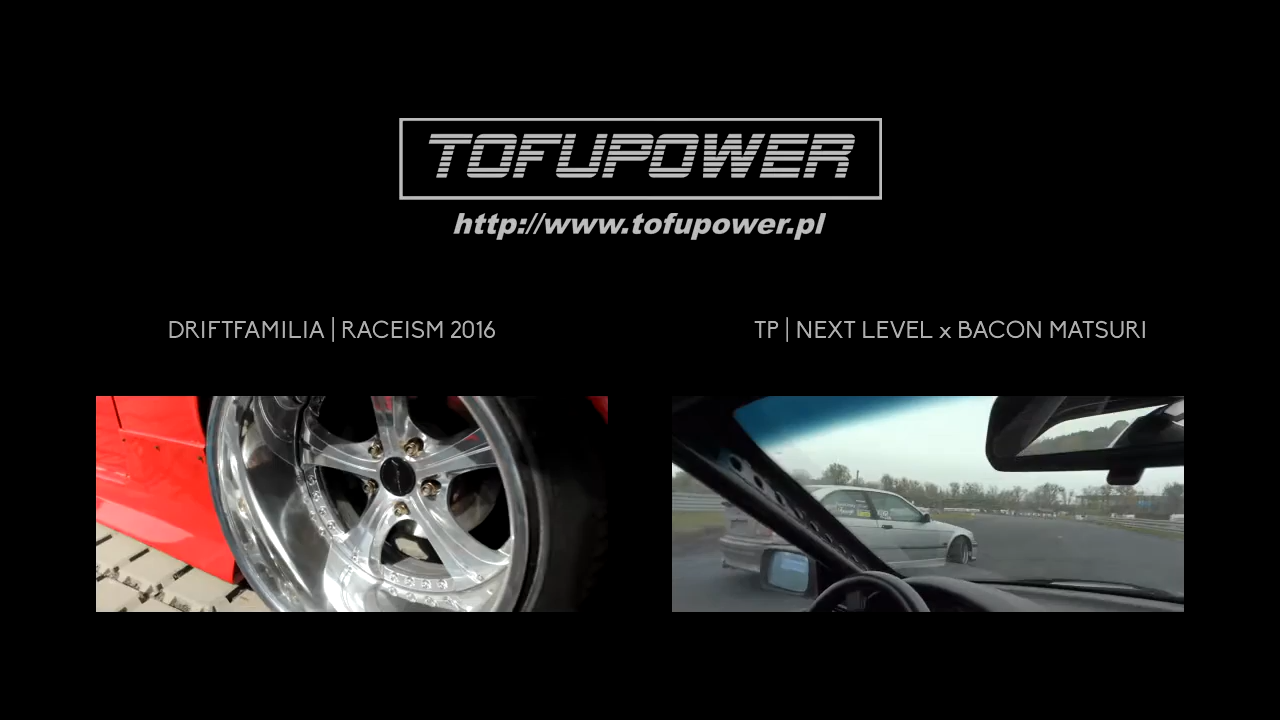 TOFUPOWER
http://www.tofupower.pl
DRIFTFAMILIA | RACEISM 2016
TP | NEXT LEVEL x BACON MATSURI